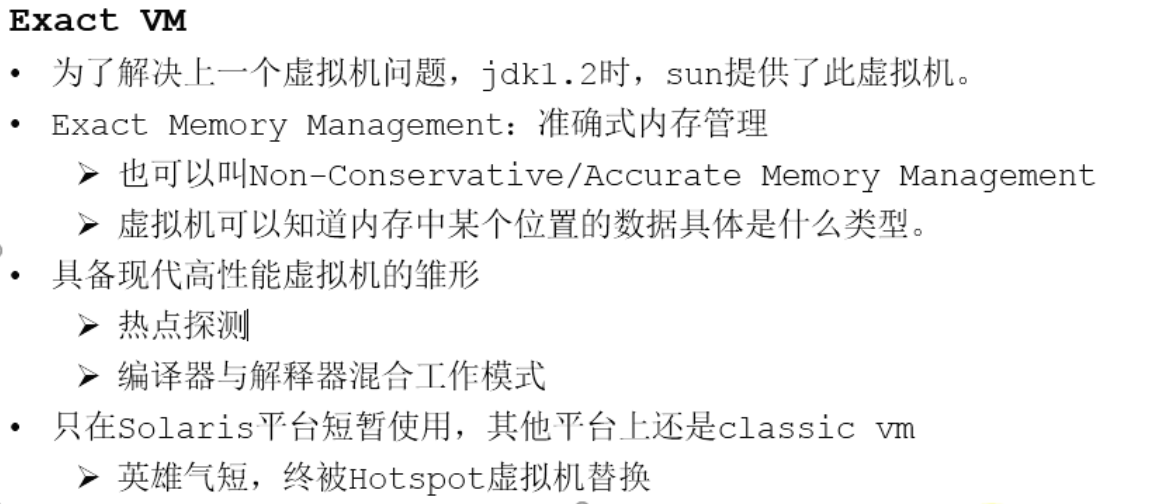 Exact VM
• 为了解决上一个虚拟机问题，jdk1.2时，sun提供了此虚拟机。
• Exact Memory Management：准确式内存管理
➢ 也可以叫Non-Conservative/Accurate Memory Management
➢ 虚拟机可以知道内存中某个位置的数据具体是什么类型。
• 具备现代高性能虚拟机的雏形
➢ 热点探测
➢ 编译器与解释器混合工作模式
• 只在Solaris平台短暂使用，其他平台上还是classic vm
➢ 英雄气短，终被Hotspot虚拟机替换